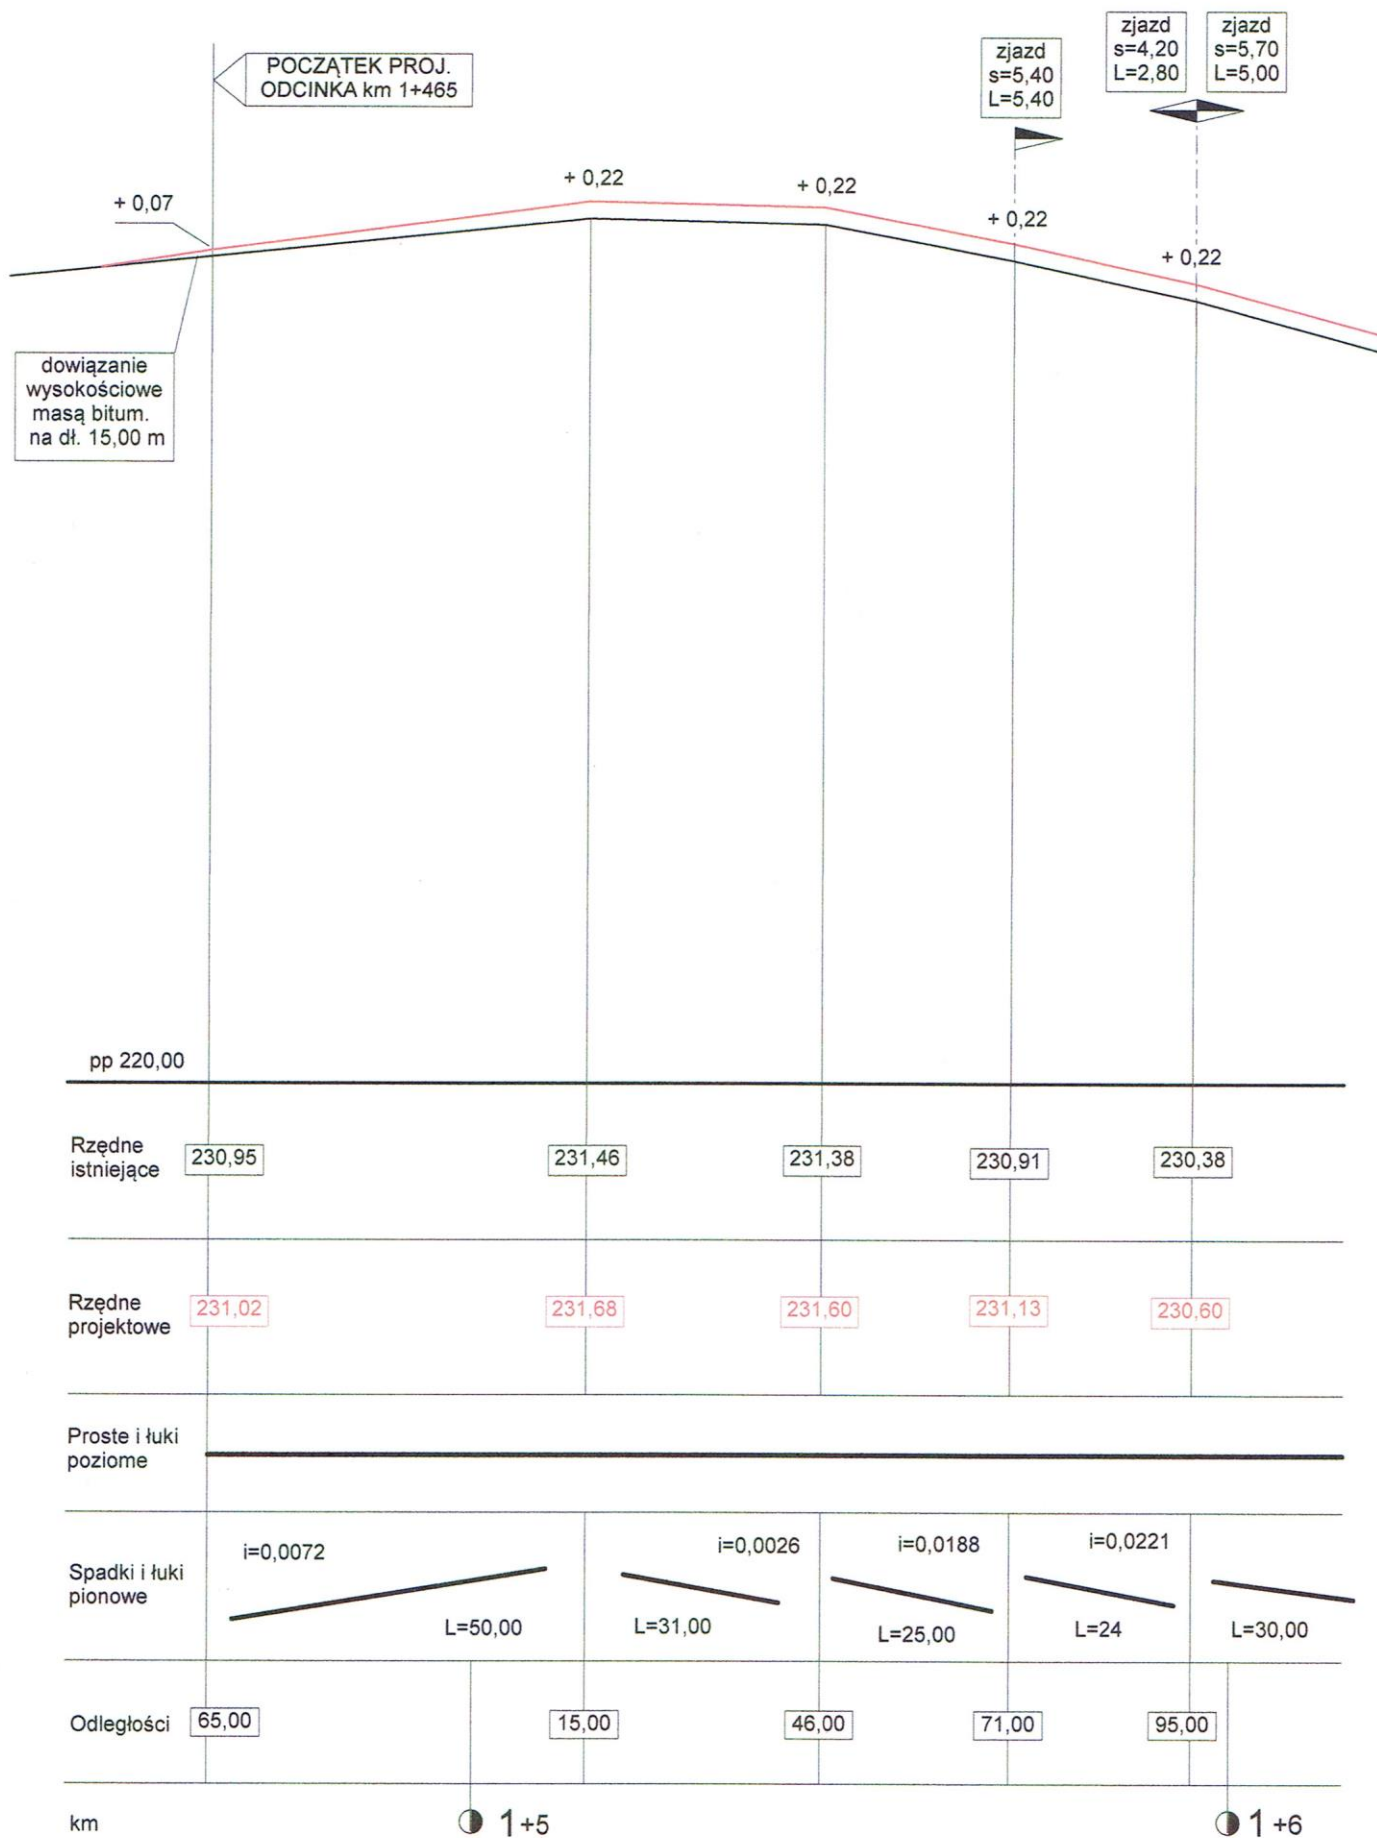 POCZĄTEK PROJ.
ODCINKA km 1+465
zjazd
s=5,40
L=5,40
zjazd
s=4,20
L=2,80
zjazd
s=5,70
L=5,00
+ 0,07
+ 0,22
+ 0,22
+ 0,22
+ 0,22
dowiązanie
wysokościowe
masą bitum.
na dł. 15,00 m
pp 220,00
Rzędne
istniejące
230,95
231,46
231,38
230,91
230,38
Rzędne
projektowe
231,02
231,68
231,60
231,13
230,60
Proste i łuki
poziome
Spadki i łuki
pionowe
i=0,0072
L=50,00
i=0,0026
L=31,00
i=0,0188
L=25,00
i=0,0221
L=24
L=30,00
Odległości
65,00
15,00
46,00
71,00
95,00
km
1+5
1+6